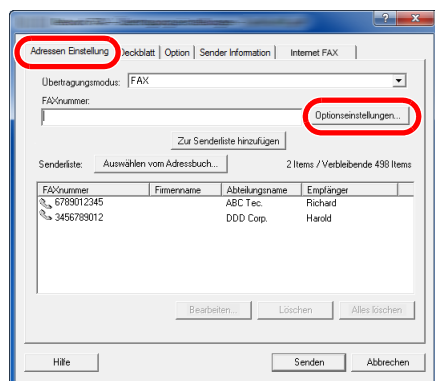 Adressen Einstellung Deckblatt Option Sender Information Internet FAX
Übertragungsmodus: FAX
FAXnummer:
Optionseinstellungen...
Zur Senderliste hinzufügen
Senderliste: Auswählen vom Adressbuch... 2 Items / Verbleibende 498 Items
FAXnummer Firmenname Abteilungsname Empfänger
6789012345 ABC Tec. Richard
3456789012 DDD Corp. Harold
Bearbeiten... Löschen Alles löschen
Hilfe Senden Abbrechen